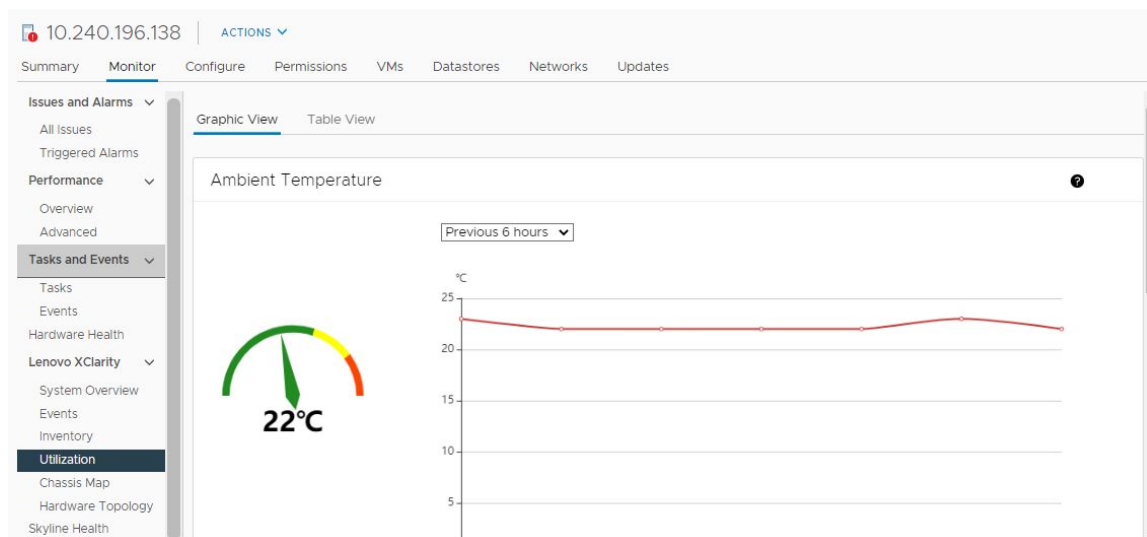 10.240.196.138
ACTIONS
Summary Monitor Configure Permissions VMs Datastores Networks Updates
Issues and Alarms
All Issues
Triggered Alarms
Performance
Overview
Advanced
Tasks and Events
Tasks
Events
Hardware Health
Lenovo XClarity
System Overview
Events
Inventory
Utilization
Chassis Map
Hardware Topology
Skyline Health
Graphic View Table View
Ambient Temperature
?
Previous 6 hours
22°C
°C
25
20
15
10
5